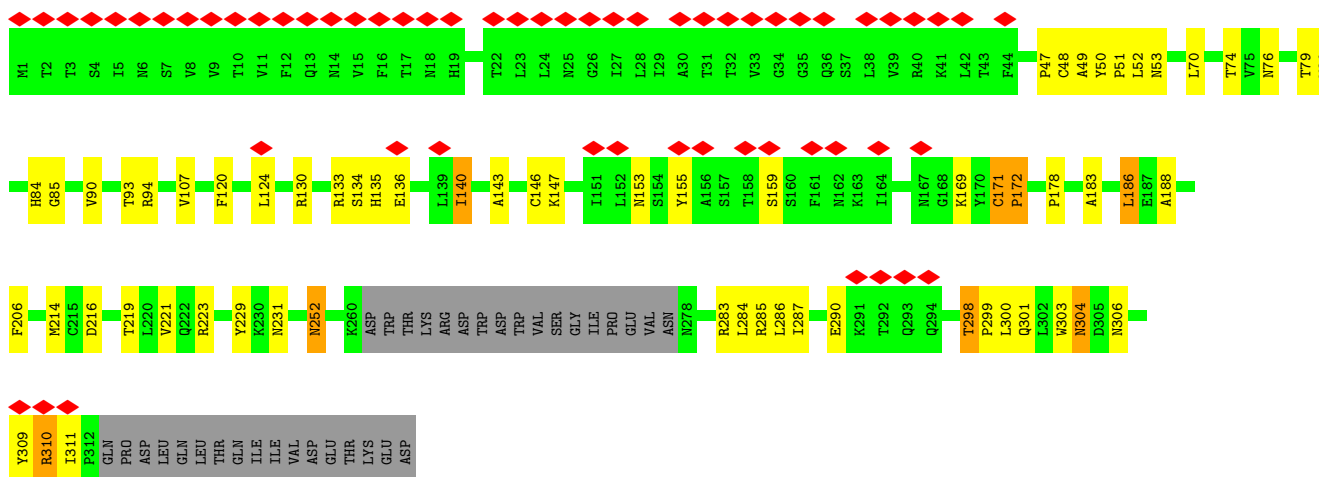 M1 T2 T3 S4 I5 N6 S7 V8 V9 T10 V11 F12 Q13 N14 V15 F16 T17 N18 H19 T22 L23 L24 N25 G26 I27 L28 I29 A30 T31 T32 V33 G34 G35 Q36 S37 L38 V39 R40 K41 L42 T43 F44 P47 C48 A49 Y50 P51 L52 N53 L70 T74 V75 N76 T79
H84 G85 V90 T93 R94 V107 F120 L124 R130 R133 S134 H135 E136 L139 I140 A143 C146 K147 I151 L152 N153 S154 Y155 A156 S157 T158 S159 S160 F161 N162 K163 I164 N167 G168 K169 Y170 C171 P172 P178 A183 L186 E187 A188
F206 M214 C215 D216 T219 L220 V221 Q222 R223 Y229 K230 N231 N252 K260 ASP TRP THR LYS ARG ASP TRP ASP TRP VAL SER GLY ILE PRO GLU VAL ASN N278 R283 L284 R285 L286 I287 E290 K291 T292 Q293 Q294 T298 P299 L300 Q301 L302 W303 N304 D305 N306
Y309 R310 I311 P312 GLN PRO ASP LEU GLN LEU THR GLN ILE ILE VAL ASP GLU THR LYS GLU ASP